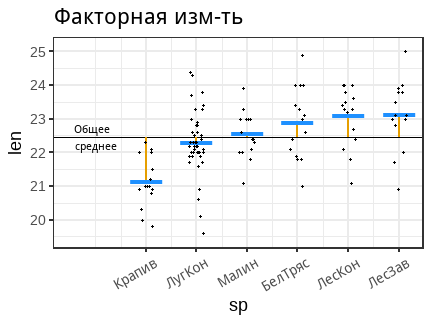 Факторная изм-ть
len
25
24
23
22
21
20
Общее
среднее
Крапив
ЛугКон
Малин
БелТряс
ЛесКон
ЛесЗав
sp